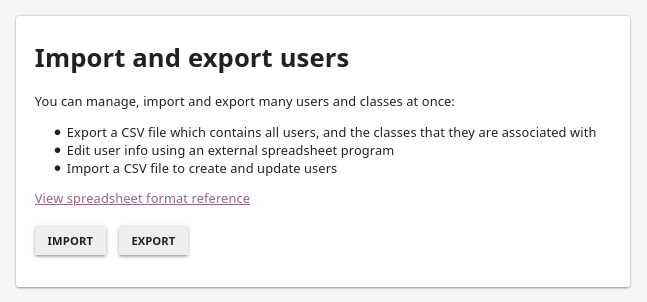 Import and export users
You can manage, import and export many users and classes at once:
• Export a CSV file which contains all users, and the classes that they are associated with
• Edit user info using an external spreadsheet program
• Import a CSV file to create and update users
View spreadsheet format reference
IMPORT EXPORT